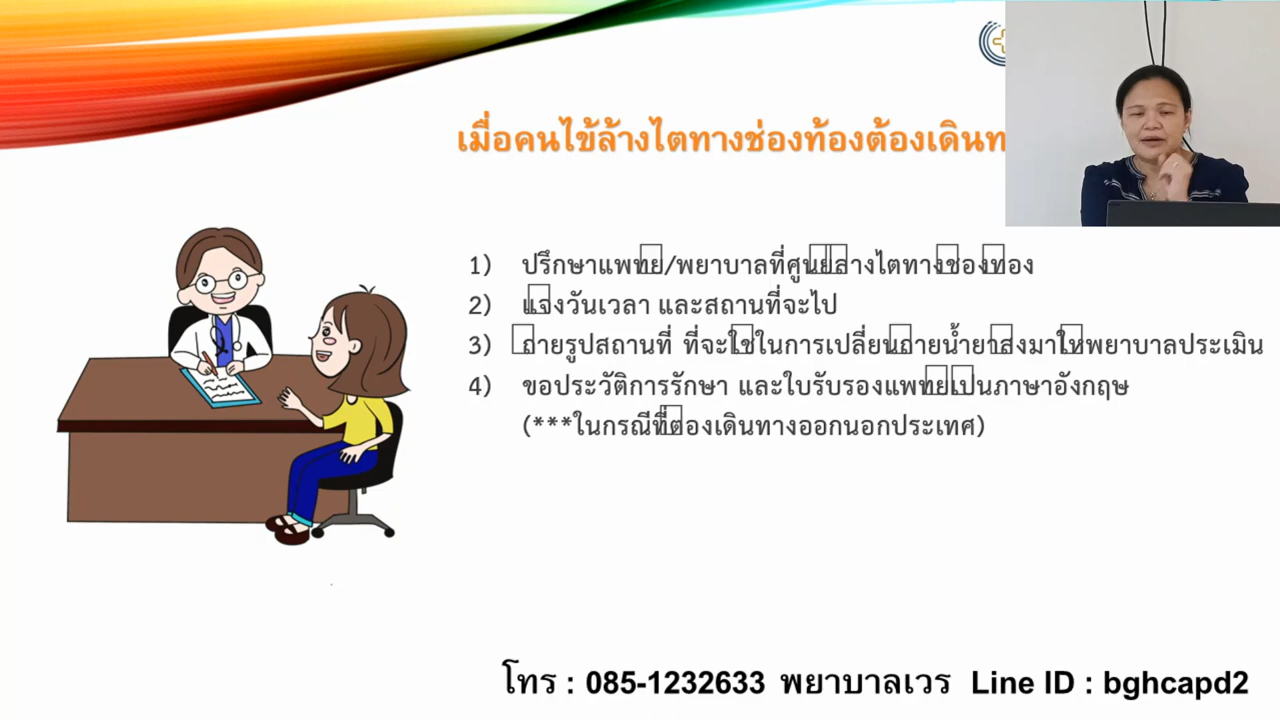 เมื่อคนไข้ล้างไตทางช่องท้องต้องเดินท
1) ปรึกษาแพทย์/พยาบาลที่ศูนย์ล้างไตทางช่องท้อง
2) แจ้งวันเวลา และสถานที่จะไป
3) ถ่ายรูปสถานที่ ที่จะใช้ในการเปลี่ยนถ่ายน้ำยาส่งมาให้พยาบาลประเมิน
4) ขอประวัติการรักษา และใบรับรองแพทย์เป็นภาษาอังกฤษ
(***ในกรณีที่ต้องเดินทางออกนอกประเทศ)
โทร : 085-1232633 พยาบาลเวร Line ID : bghcapd2